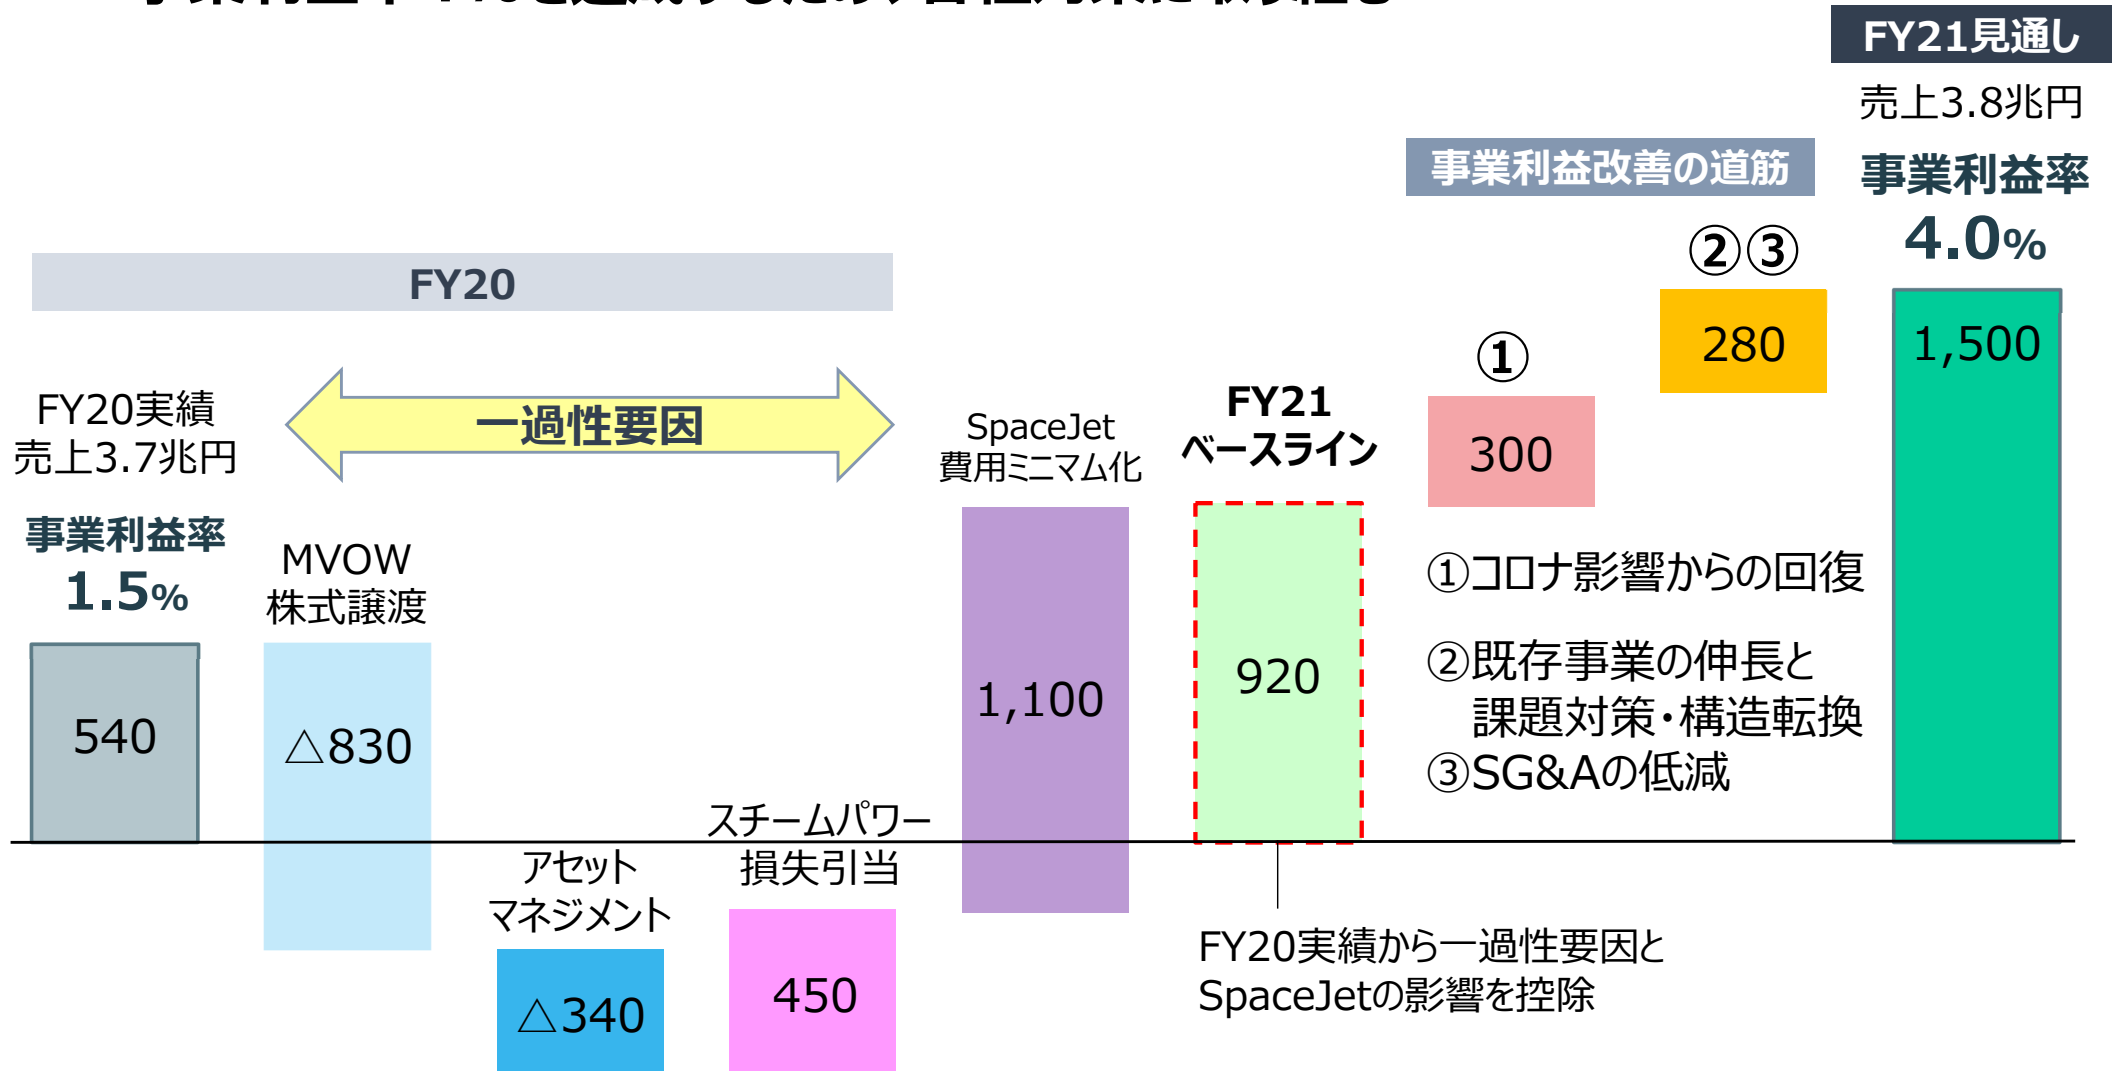 FY21見通し
売上3.8兆円
事業利益率
4.0%
事業利益改善の道筋
②③
280
1,500
①
300
FY20
一過性要因
FY20実績
売上3.7兆円
事業利益率
1.5%
540
MVOW
株式譲渡
△830
アセット
マネジメント
△340
スチームパワー
損失引当
450
SpaceJet
費用ミニマム化
1,100
FY21
ベースライン
920
①コロナ影響からの回復
②既存事業の伸長と
課題対策・構造転換
③SG&Aの低減
FY20実績から一過性要因と
SpaceJetの影響を控除